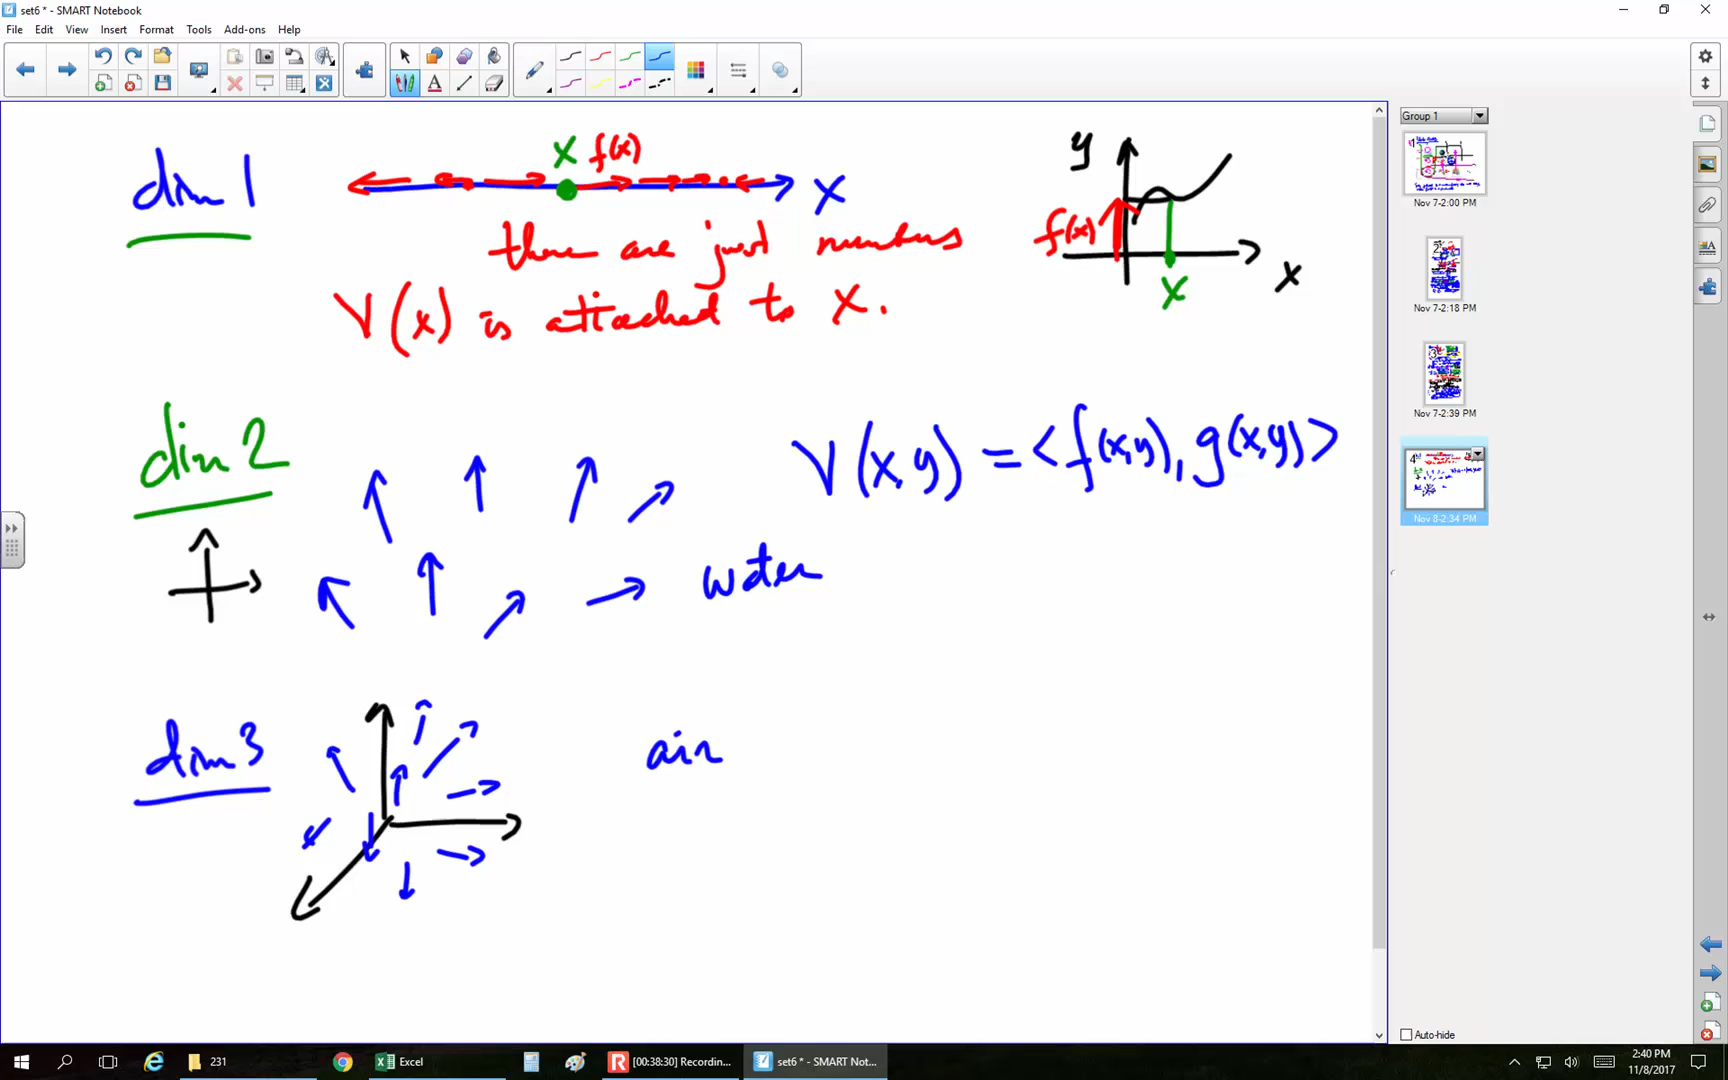 set6 * - SMART Notebook
File Edit View Insert Format Tools Add-ons Help
Group 1
dim 1
x f(x)
x
there are just numbers
V(x) is attached to x.
y
f(x)
x
x
dim 2
V(x,y) = <f(x,y), g(x,y)>
water
dim 3
air
Nov 7-2:00 PM
2
Nov 7-2:18 PM
3
Nov 7-2:39 PM
4
Nov 8-2:34 PM
Auto-hide
231
Excel
[00:38:30] Recordin...
set6 * - SMART Not...
2:40 PM
11/8/2017